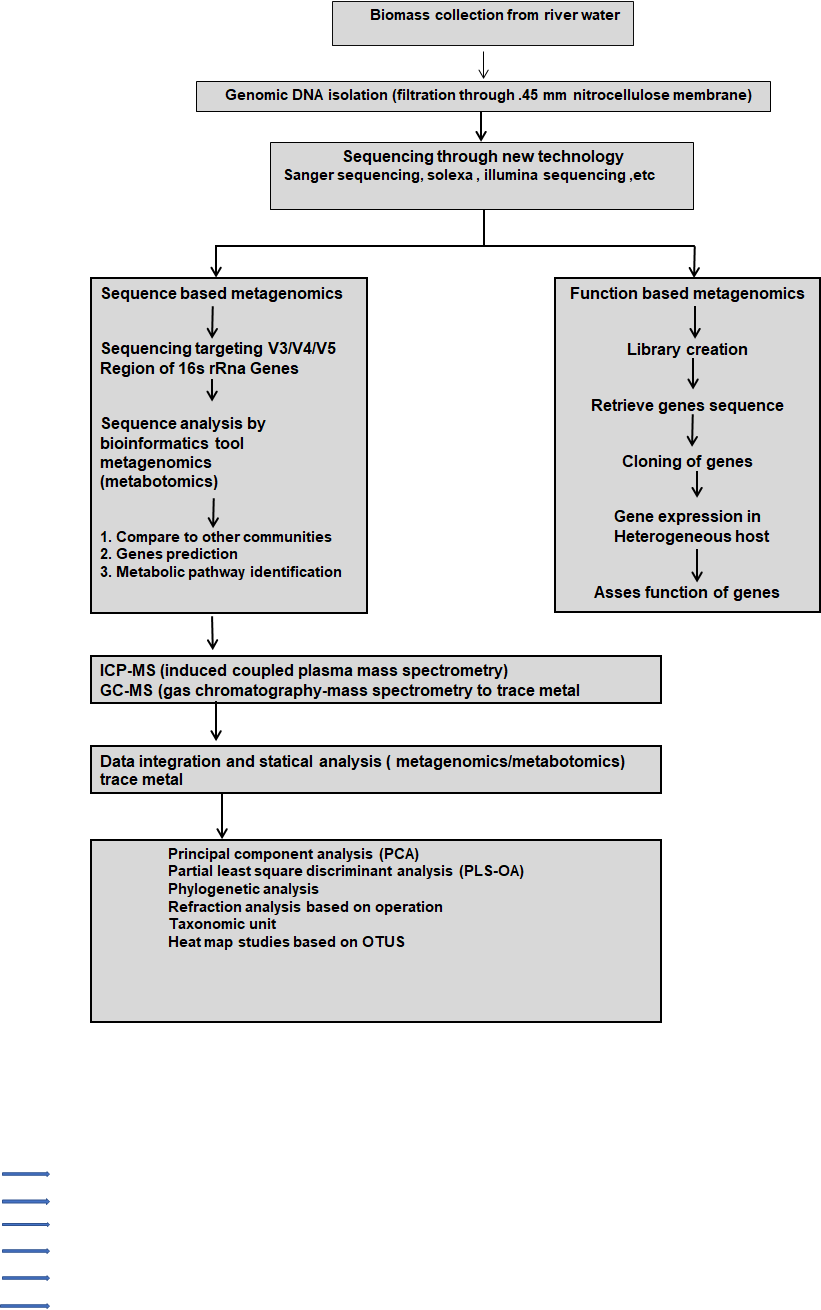 Biomass collection from river water
Genomic DNA isolation (filtration through .45 mm nitrocellulose membrane)
Sequencing through new technology
Sanger sequencing, solexa , illumina sequencing ,etc
Sequence based metagenomics
Sequencing targeting V3/V4/V5
Region of 16s rRna Genes
Sequence analysis by
bioinformatics tool
metagenomics
(metabotomics)
1. Compare to other communities
2. Genes prediction
3. Metabolic pathway identification
Function based metagenomics
Library creation
Retrieve genes sequence
Cloning of genes
Gene expression in
Heterogeneous host
Asses function of genes
ICP-MS (induced coupled plasma mass spectrometry)
GC-MS (gas chromatography-mass spectrometry to trace metal
Data integration and statical analysis ( metagenomics/metabotomics)
trace metal
Principal component analysis (PCA)
Partial least square discriminant analysis (PLS-OA)
Phylogenetic analysis
Refraction analysis based on operation
Taxonomic unit
Heat map studies based on OTUS